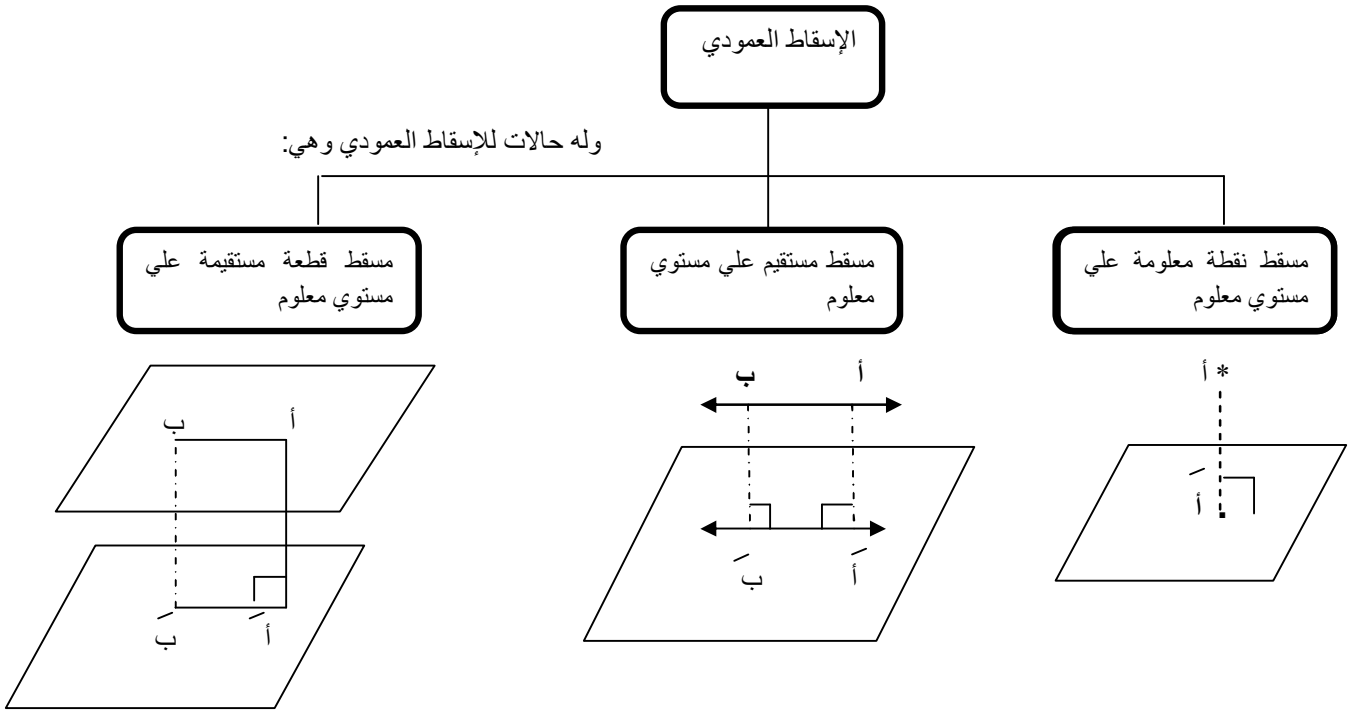 الإسقاط العمودي
وله حالات للإسقاط العمودي وهي:
مسقط نقطة معلومة علي
مستوي معلوم
مسقط مستقيم علي مستوي
معلوم
مسقط قطعة مستقيمة علي
مستوي معلوم
* أ
أَ
أ
ب
أَ
بَ
أ
ب
أَ
بَ